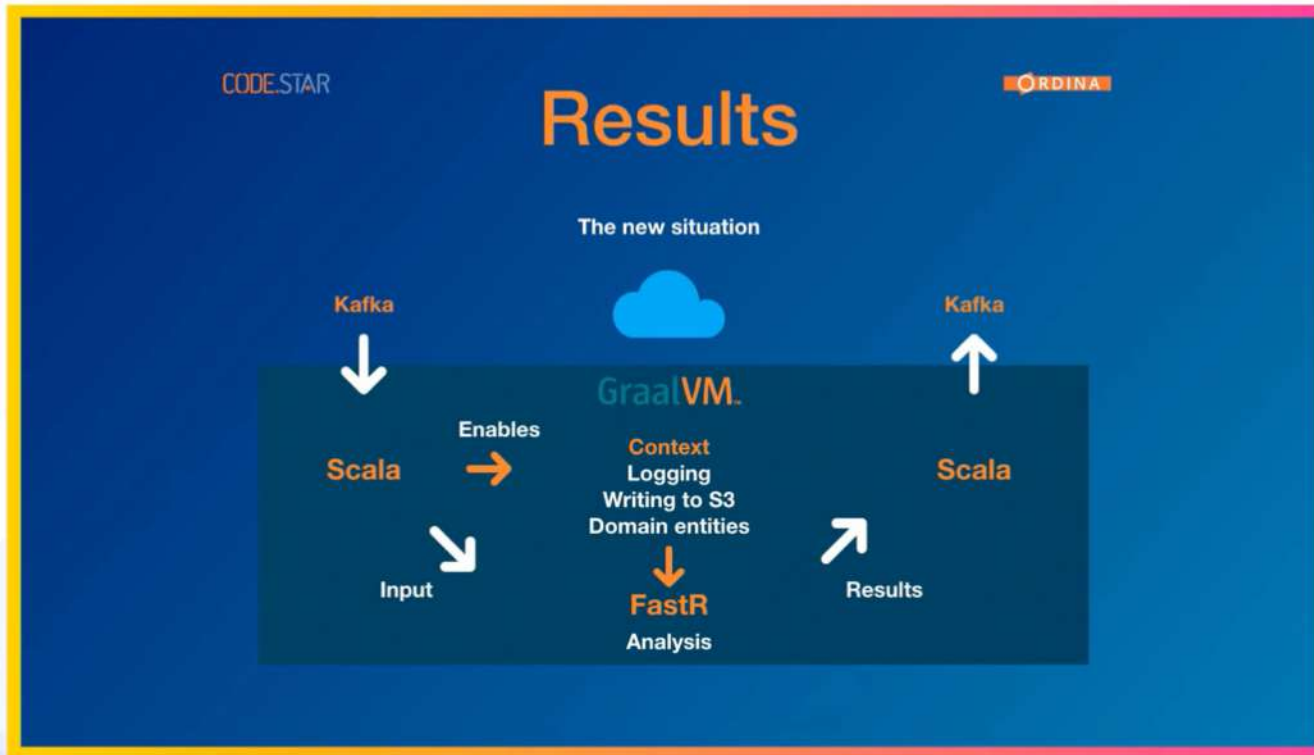 CODE.STAR
ORDINA
Results
The new situation
Kafka
Kafka
GraalVM™
Enables
Context
Scala
Logging
Scala
Writing to S3
Domain entities
Input
FastR
Results
Analysis